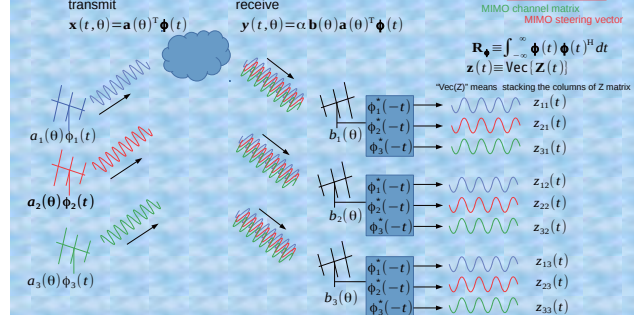 transmit
x(t,θ)=a(θ)ᵀϕ(t)
receive
y(t,θ)=α b(θ)a(θ)ᵀϕ(t)
MIMO channel matrix
MIMO steering vector
R_ϕ≡∫_{-∞}^{∞} ϕ(t)ϕ(t)ᴴdt
z(t)≡Vec[Z(t)]
"Vec(Z)" means stacking the columns of Z matrix
a₁(θ)ϕ₁(t)
a₂(θ)ϕ₂(t)
a₃(θ)ϕ₃(t)
b₁(θ)
ϕ₁*(−t)
ϕ₂*(−t)
ϕ₃*(−t)
z₁₁(t)
z₂₁(t)
z₃₁(t)
b₂(θ)
ϕ₁*(−t)
ϕ₂*(−t)
ϕ₃*(−t)
z₁₂(t)
z₂₂(t)
z₃₂(t)
b₃(θ)
ϕ₁*(−t)
ϕ₂*(−t)
ϕ₃*(−t)
z₁₃(t)
z₂₃(t)
z₃₃(t)